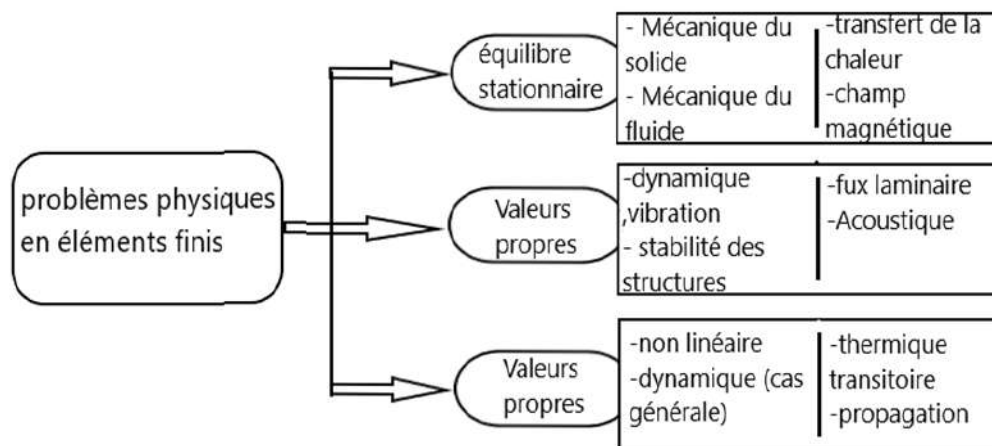 problèmes physiques
en éléments finis
équilibre
stationnaire
- Mécanique du
solide
- Mécanique du
fluide
-transfert de la
chaleur
-champ
magnétique
Valeurs
propres
-dynamique
,vibration
- stabilité des
structures
-fux laminaire
-Acoustique
Valeurs
propres
-non linéaire
-dynamique (cas
générale)
-thermique
transitoire
-propagation